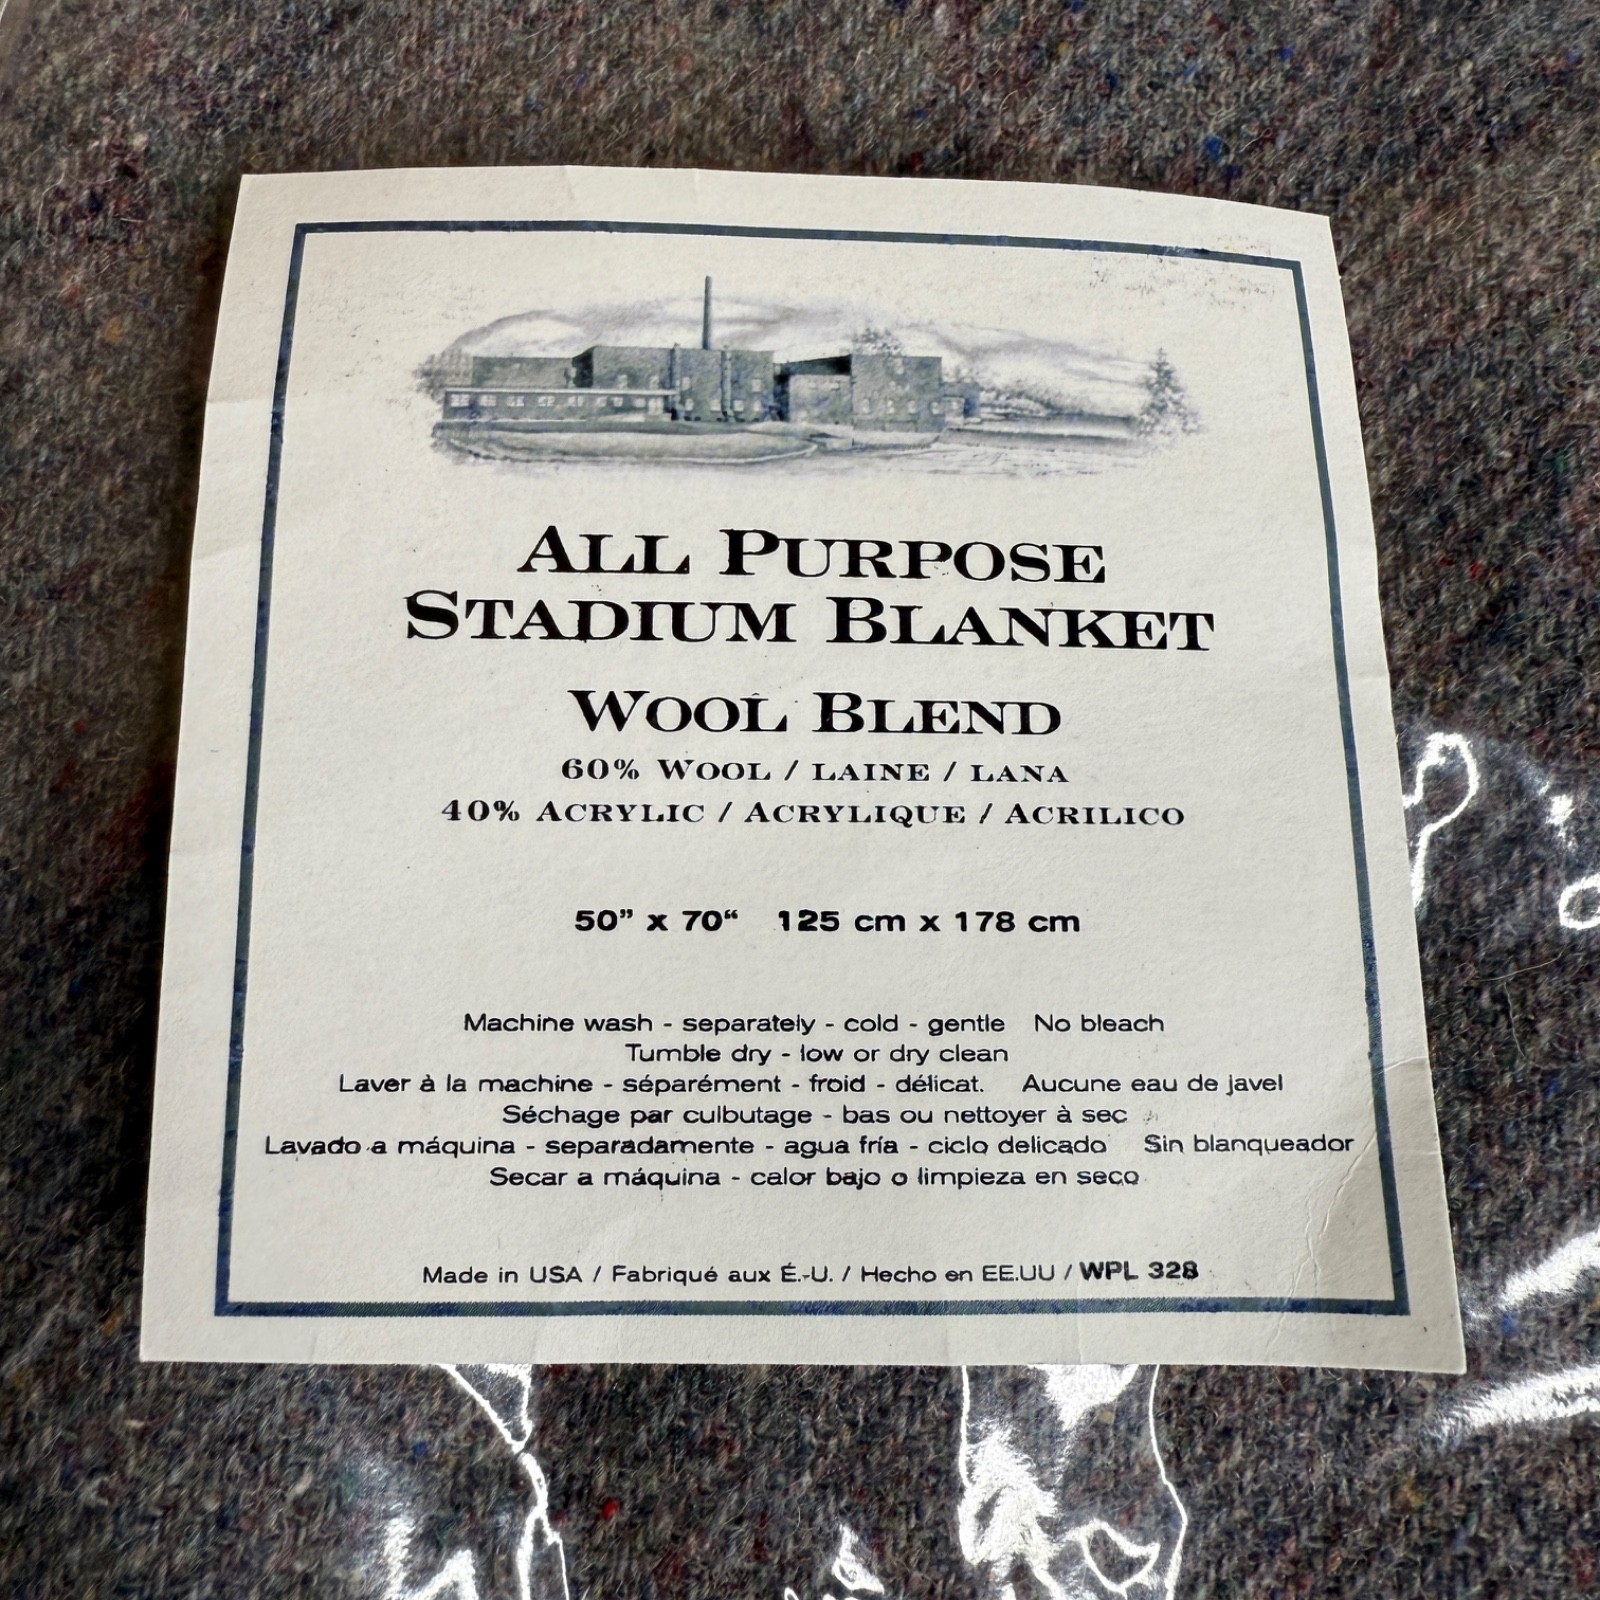 ALL PURPOSE
STADIUM BLANKET
WOOL BLEND
60% WOOL / LAINE / LANA
40% ACRYLIC / ACRYLIQUE / ACRILICO
50” x 70“ 125 cm x 178 cm
Machine wash - separately - cold - gentle No bleach
Tumble dry - low or dry clean
Laver à la machine - séparément - froid - délicat. Aucune eau de javel
Séchage par culbutage - bas ou nettoyer à sec
Lavado a máquina - separadamente - agua fría - ciclo delicado Sin blanqueador
Secar a máquina - calor bajo o limpieza en seco
Made in USA / Fabriqué aux É.-U. / Hecho en EE.UU / WPL 328